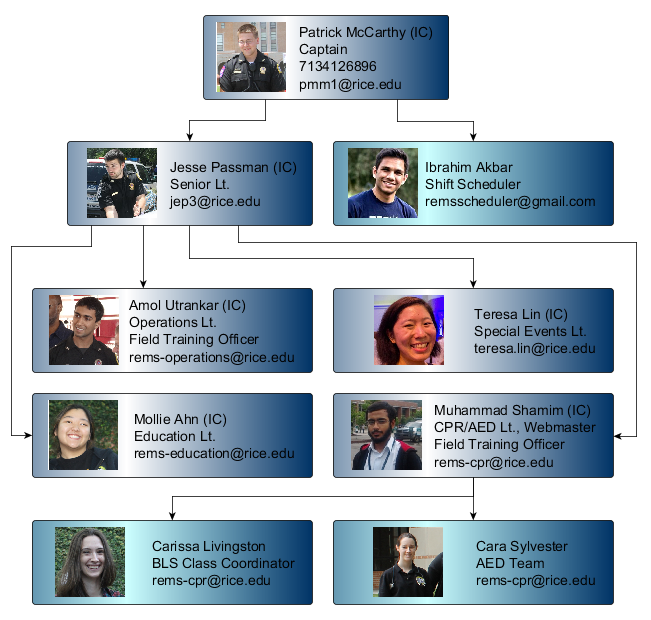 Patrick McCarthy (IC)
Captain
7134126896
pmm1@rice.edu
Jesse Passman (IC)
Senior Lt.
jep3@rice.edu
Ibrahim Akbar
Shift Scheduler
remsscheduler@gmail.com
Amol Utrankar (IC)
Operations Lt.
Field Training Officer
rems-operations@rice.edu
Teresa Lin (IC)
Special Events Lt.
teresa.lin@rice.edu
Mollie Ahn (IC)
Education Lt.
rems-education@rice.edu
Muhammad Shamim (IC)
CPR/AED Lt., Webmaster
Field Training Officer
rems-cpr@rice.edu
Carissa Livingston
BLS Class Coordinator
rems-cpr@rice.edu
Cara Sylvester
AED Team
rems-cpr@rice.edu